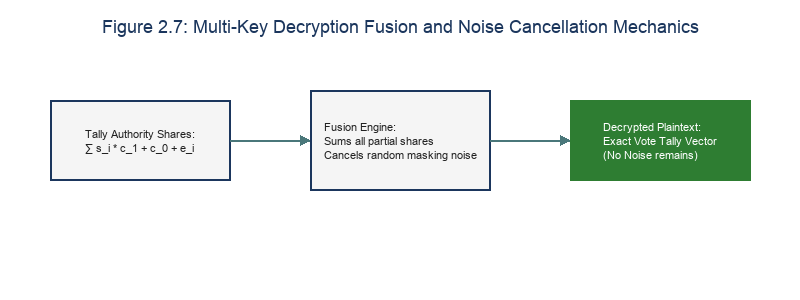 Figure 2.7: Multi-Key Decryption Fusion and Noise Cancellation Mechanics
Tally Authority Shares:
∑ s_i * c_1 + c_0 + e_i
Fusion Engine:
Sums all partial shares
Cancels random masking noise
Decrypted Plaintext:
Exact Vote Tally Vector
(No Noise remains)